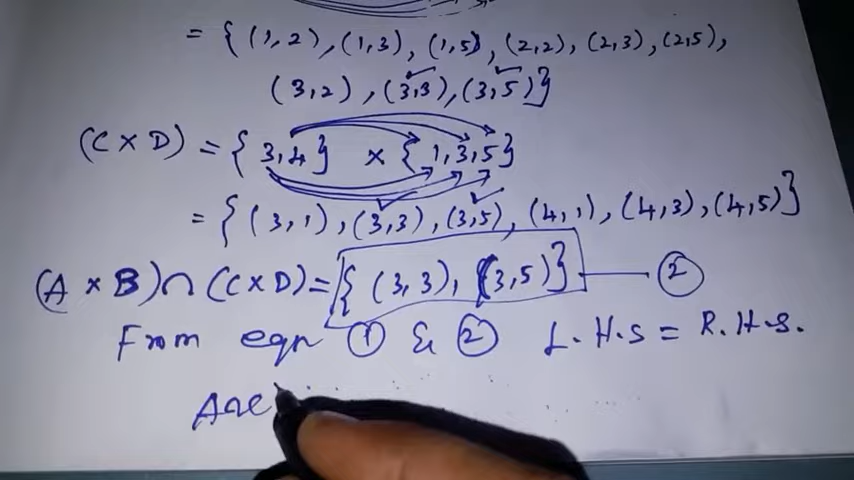 = { (1,2), (1,3), (1,5), (2,2), (2,3), (2,5),
(3,2), (3,3), (3,5) }
(C × D) = { 3,4 } × { 1,3,5 }
= { (3,1), (3,3), (3,5), (4,1), (4,3), (4,5) }
(A × B) ∩ (C × D) = { (3,3), (3,5) } — 2
From eqn 1 & 2 L.H.S = R.H.S.
Are